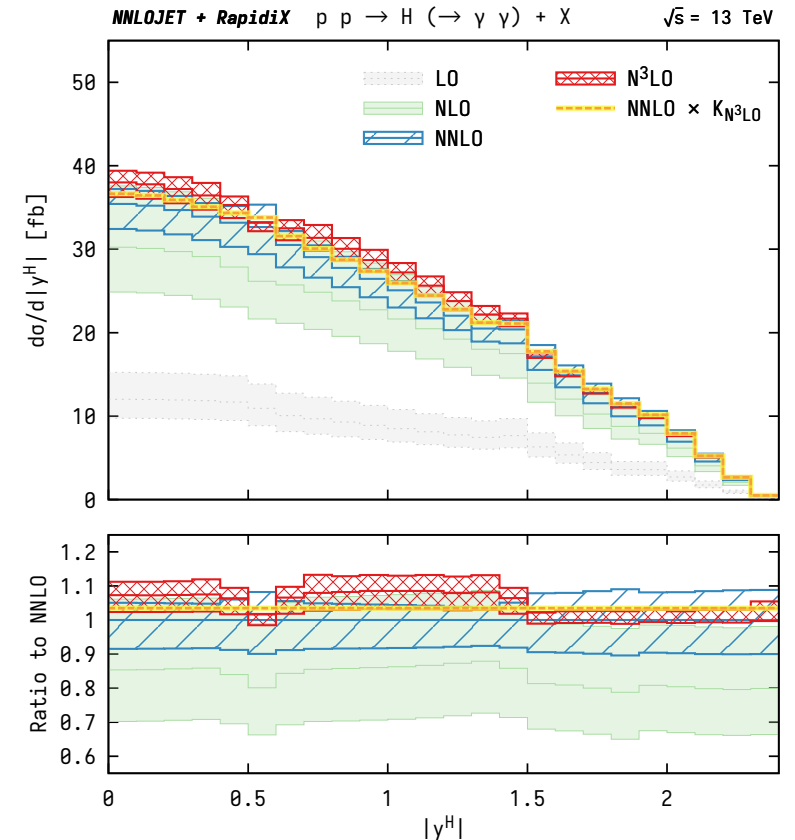 NNLOJET + RapidiX p p → H (→ γ γ) + X √s = 13 TeV
LO
NLO
NNLO
N³LO
NNLO × K_N³LO
dσ/d|y^H| [fb]
50
40
30
20
10
0
Ratio to NNLO
1.2
1.1
1
0.9
0.8
0.7
0.6
0 0.5 1 1.5 2
|y^H|